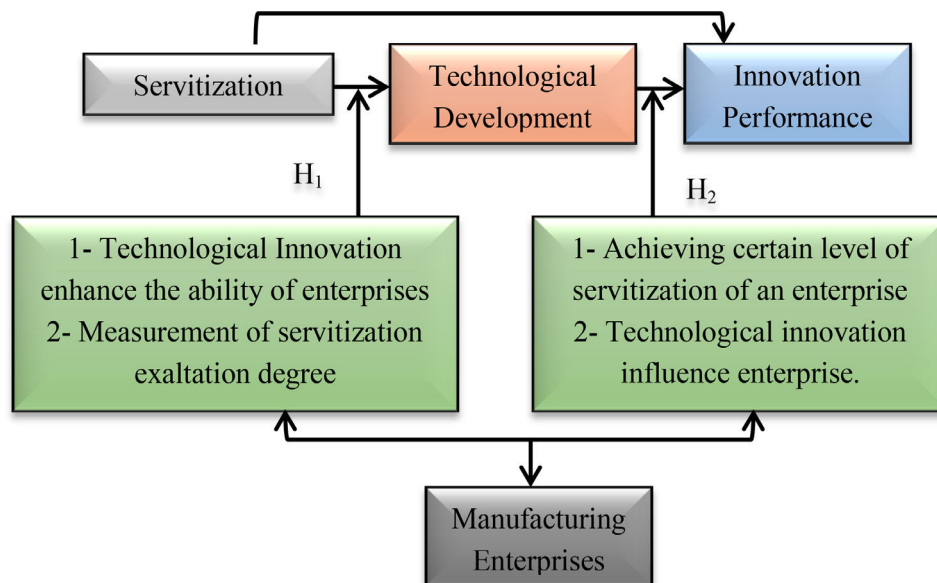 Servitization
Technological
Development
Innovation
Performance
H₁
H₂
1- Technological Innovation
enhance the ability of enterprises
2- Measurement of servitization
exaltation degree
1- Achieving certain level of
servitization of an enterprise
2- Technological innovation
influence enterprise.
Manufacturing
Enterprises